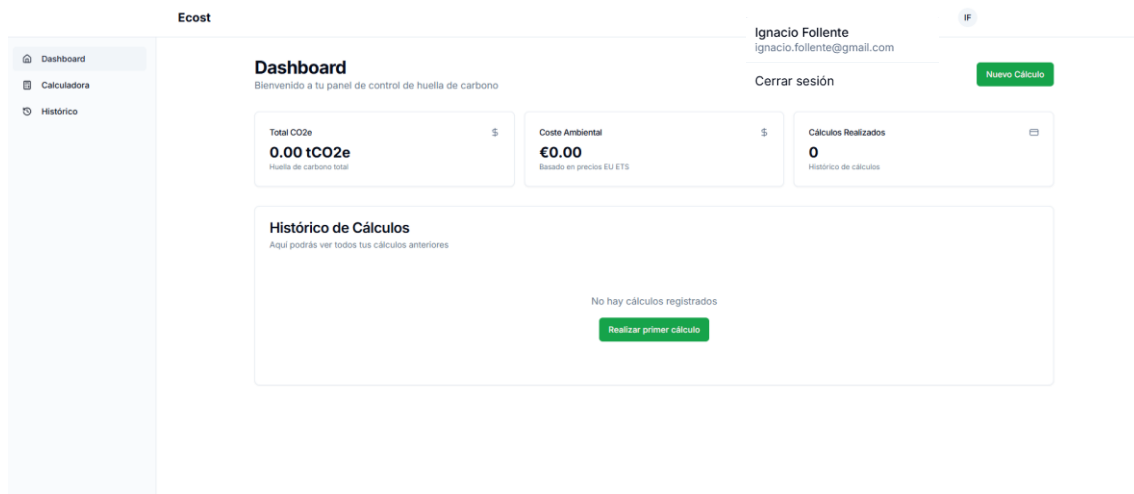 Ecost
IF
Ignacio Follente
ignacio.follente@gmail.com
Cerrar sesión
Dashboard
Calculadora
Histórico
Dashboard
Bienvenido a tu panel de control de huella de carbono
Nuevo Cálculo
Total CO2e
$
0.00 tCO2e
Huella de carbono total
Coste Ambiental
$
€0.00
Basado en precios EU ETS
Cálculos Realizados
0
Histórico de cálculos
Histórico de Cálculos
Aquí podrás ver todos tus cálculos anteriores
No hay cálculos registrados
Realizar primer cálculo